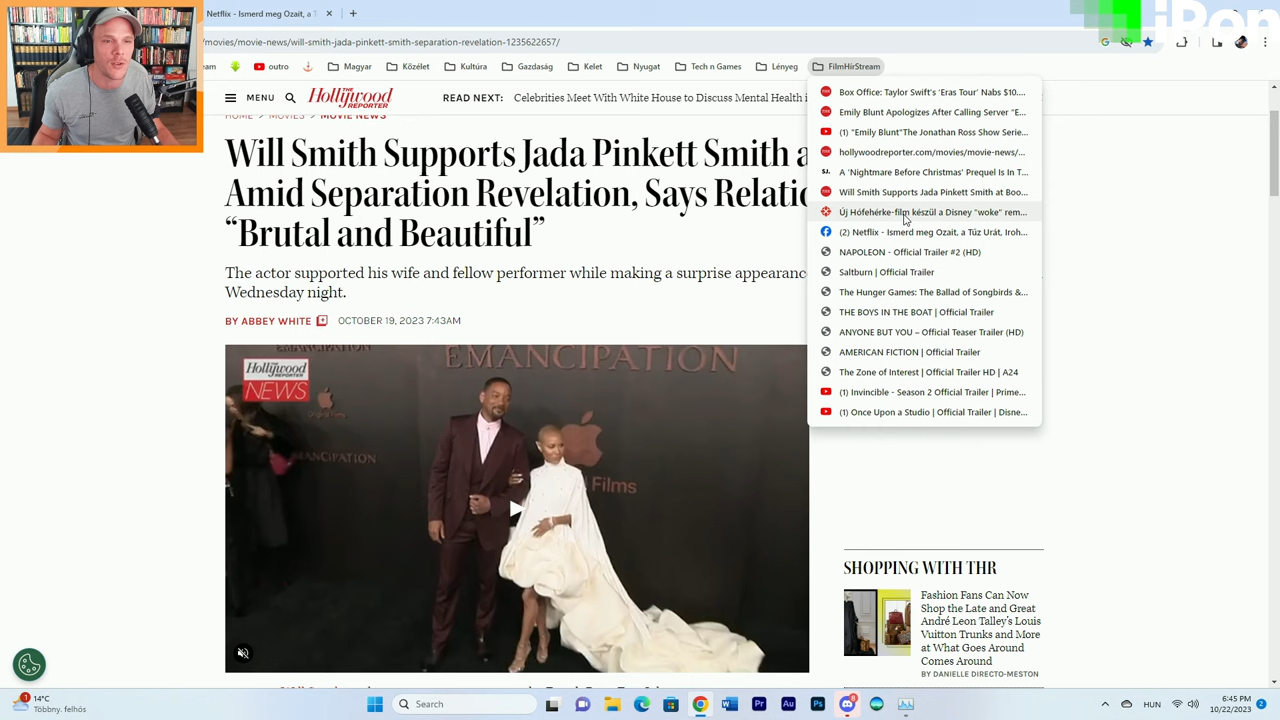 Netflix - Ismerd meg Ozait, a T
/movies/movie-news/will-smith-jada-pinkett-smith-separation-revelation-1235622657/
eam
outro
Magyar
Közélet
Kultúra
Gazdaság
Kelet
Nyugat
Tech n Games
Lényeg
FilmHírStream
MENU
Hollywood
REPORTER
READ NEXT:
Celebrities Meet With White House to Discuss Mental Health i
HOME > MOVIES > MOVIE NEWS
Will Smith Supports Jada Pinkett Smith a
Amid Separation Revelation, Says Relatio
“Brutal and Beautiful”
The actor supported his wife and fellow performer while making a surprise appearanc
Wednesday night.
BY ABBEY WHITE
OCTOBER 19, 2023 7:43AM
Hollywood
REPORTER
NEWS
EMANCIPATION
EMANCIPATION
Films
Box Office: Taylor Swift's 'Eras Tour' Nabs $10....
Emily Blunt Apologizes After Calling Server "E...
(1) "Emily Blunt"The Jonathan Ross Show Serie...
hollywoodreporter.com/movies/movie-news/...
A 'Nightmare Before Christmas' Prequel Is In T...
Will Smith Supports Jada Pinkett Smith at Boo...
Új Hófehérke-film készül a Disney "woke" rem...
(2) Netflix - Ismerd meg Ozait, a Tűz Urát, Iroh...
NAPOLEON - Official Trailer #2 (HD)
Saltburn | Official Trailer
The Hunger Games: The Ballad of Songbirds &...
THE BOYS IN THE BOAT | Official Trailer
ANYONE BUT YOU – Official Teaser Trailer (HD)
AMERICAN FICTION | Official Trailer
The Zone of Interest | Official Trailer HD | A24
(1) Invincible - Season 2 Official Trailer | Prime...
(1) Once Upon a Studio | Official Trailer | Disne...
SHOPPING WITH THR
Fashion Fans Can Now
Shop the Late and Great
André Leon Talley's Louis
Vuitton Trunks and More
at What Goes Around
Comes Around
BY DANIELLE DIRECTO-MESTON
1
14°C
Többny. felhős
Search
HUN
6:45 PM
10/22/2023